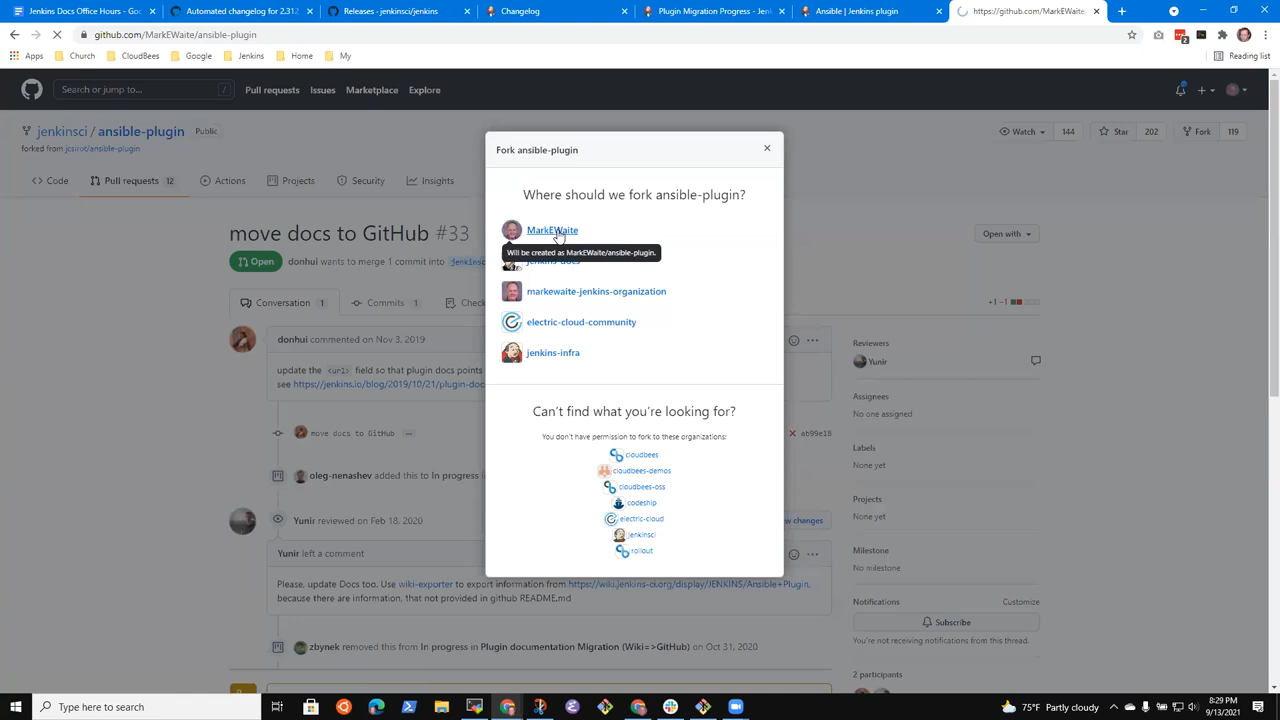 Jenkins Docs Office Hours - Goo
Automated changelog for 2.312
Releases - jenkinsci/jenkins
Changelog
Plugin Migration Progress - Jenk
Ansible | Jenkins plugin
https://github.com/MarkEWaite/
github.com/MarkEWaite/ansible-plugin
2
Apps
Church
CloudBees
Google
Jenkins
Home
My
Reading list
Search or jump to...
/
Pull requests
Issues
Marketplace
Explore
jenkinsci / ansible-plugin
Public
forked from jcsirot/ansible-plugin
Watch
144
Star
202
Fork
119
Code
Pull requests 12
Actions
Projects
Security
Insights
Fork ansible-plugin
Where should we fork ansible-plugin?
MarkEWaite
Will be created as MarkEWaite/ansible-plugin.
jenkins-docs
markewaite-jenkins-organization
electric-cloud-community
jenkins-infra
Can't find what you're looking for?
You don't have permission to fork to these organizations:
cloudbees
cloudbees-demos
cloudbees-oss
codeship
electric-cloud
jenkinsci
rollout
move docs to GitHub #33
Open with
Open
donhui wants to merge 1 commit into
jenkins
Conversation 1
Commits 1
Check
+1 −1
donhui commented on Nov 3, 2019
update the <url> field so that plugin docs points
see https://jenkins.io/blog/2019/10/21/plugin-doc
move docs to GitHub
ab99e18
oleg-nenashev added this to In progress
Yunir reviewed on Feb 18, 2020
w changes
Yunir left a comment
Please, update Docs too. Use wiki-exporter to export information from https://wiki.jenkins-ci.org/display/JENKINS/Ansible+Plugin,
because there are information, that not provided in github README.md
zbynek removed this from In progress in Plugin documentation Migration (Wiki=>GitHub) on Oct 31, 2020
Reviewers
Yunir
Assignees
No one assigned
Labels
None yet
Projects
None yet
Milestone
No milestone
Notifications
Customize
Subscribe
You're not receiving notifications from this thread.
2 participants
Type here to search
75°F Partly cloudy
8:29 PM
9/13/2021